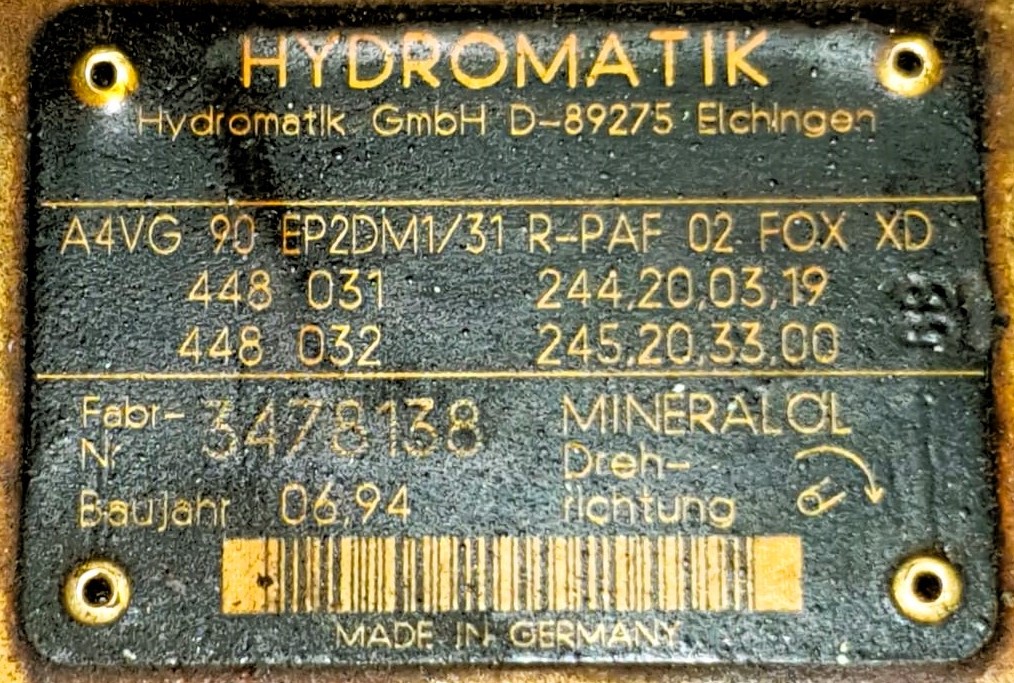 HYDROMATIK
Hydromatik GmbH D-89275 Elchingen
A4VG 90 EP2DM1/31 R-PAF 02 FOX XD
448 031 244,20,03,19
448 032 245,20,33,00
Fabr-Nr 3478138
MINERALÖL
Baujahr 06,94
Dreh-
richtung
MADE IN GERMANY